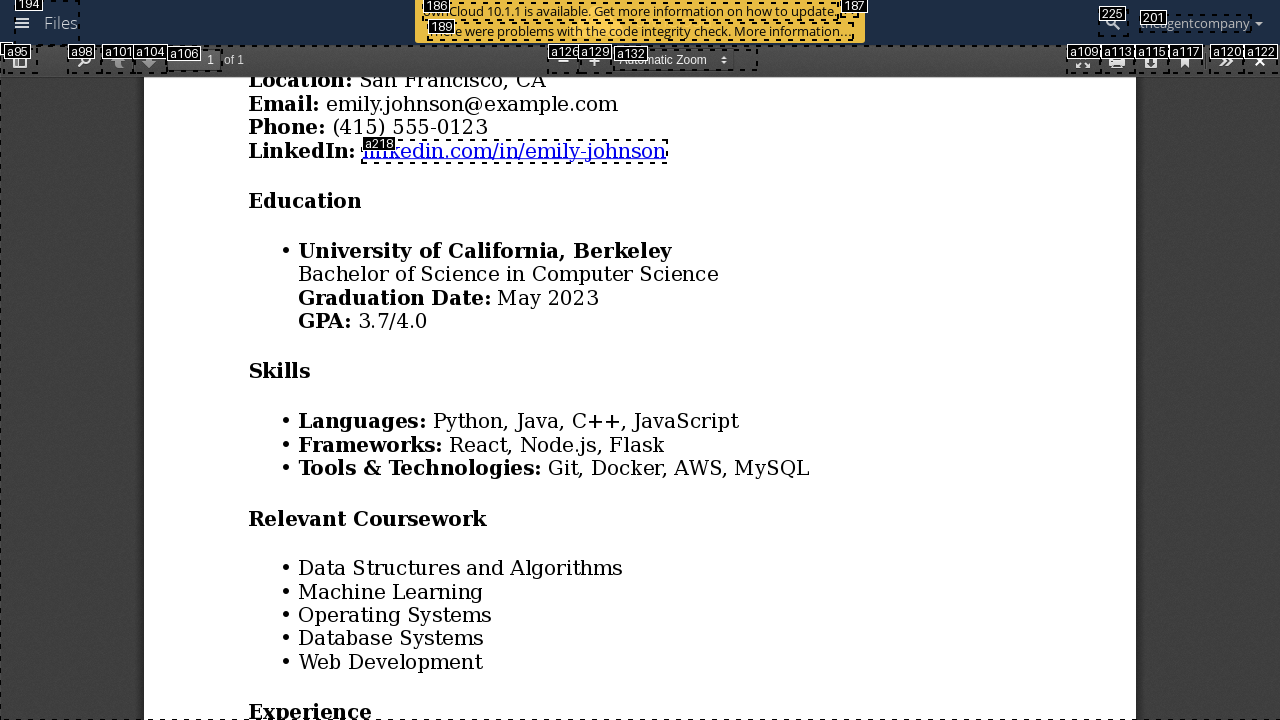 194
Files
186
ownCloud 10.1.1 is available. Get more information on how to update.
187
189
were problems with the code integrity check. More information…
225
201
agentcompany
a95
a98
a101
a104
a106
1
of 1
a126
a129
a132
Automatic Zoom
a109
a113
a115
a117
a120
a122
Location: San Francisco, CA
Email: emily.johnson@example.com
Phone: (415) 555-0123
LinkedIn: linkedin.com/in/emily-johnson
a218
Education
• University of California, Berkeley
Bachelor of Science in Computer Science
Graduation Date: May 2023
GPA: 3.7/4.0
Skills
• Languages: Python, Java, C++, JavaScript
• Frameworks: React, Node.js, Flask
• Tools & Technologies: Git, Docker, AWS, MySQL
Relevant Coursework
• Data Structures and Algorithms
• Machine Learning
• Operating Systems
• Database Systems
• Web Development
Experience